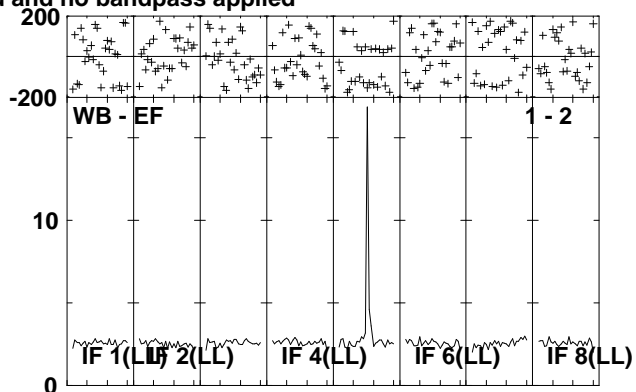 and no bandpass applied
200
-200
WB - EF 1 - 2
10
IF 1(LL) IF 2(LL) IF 4(LL) IF 6(LL) IF 8(LL)
0